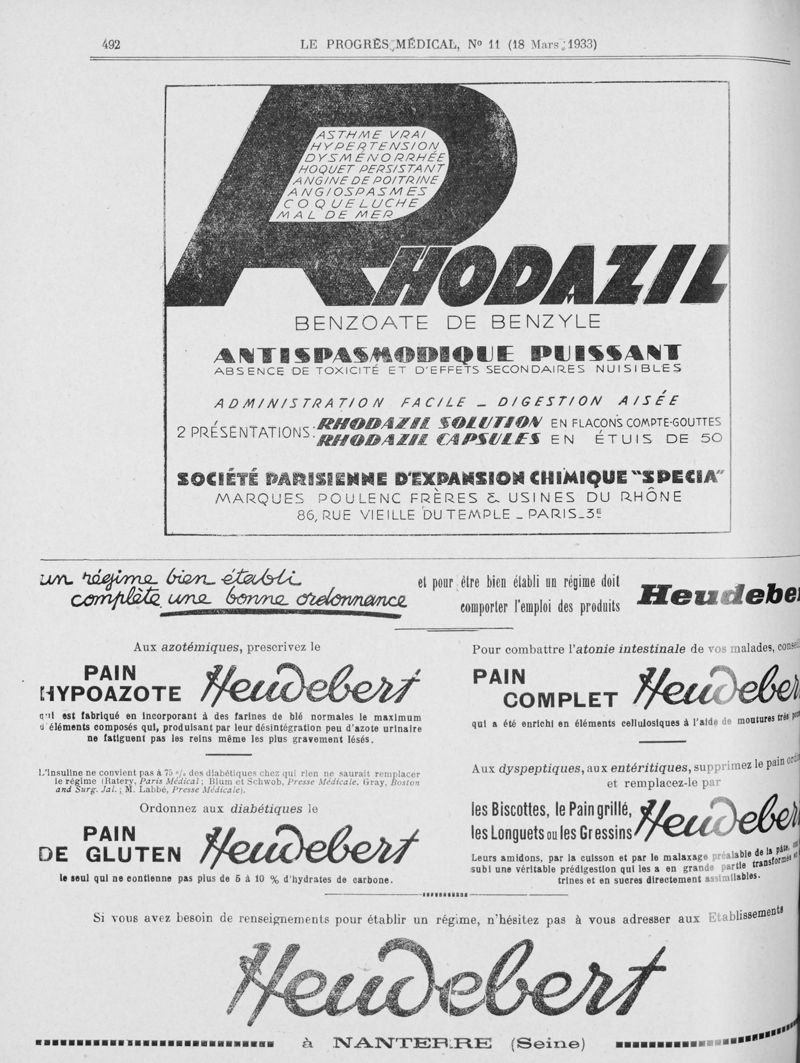 492
LE PROGRÈS MÉDICAL, No 11 (18 Mars 1933)
ASTHME VRAI
HYPERTENSION
DYSMÉNORRHÉE
HOQUET PERSISTANT
ANGINE DE POITRINE
ANGIOSPASMES
COQUELUCHE
MAL DE MER
RHODAZIL
BENZOATE DE BENZYLE
ANTISPASMODIQUE PUISSANT
ABSENCE DE TOXICITÉ ET D'EFFETS SECONDAIRES NUISIBLES
ADMINISTRATION FACILE _ DIGESTION AISÉE
2 PRÉSENTATIONS: RHODAZIL SOLUTION EN FLACONS COMPTE-GOUTTES
RHODAZIL CAPSULES EN ÉTUIS DE 50
SOCIÉTÉ PARISIENNE D'EXPANSION CHIMIQUE "SPECIA"
MARQUES POULENC FRÈRES & USINES DU RHÔNE
86, RUE VIEILLE DU TEMPLE _ PARIS_3E
un régime bien établi
complète une bonne ordonnance
et pour être bien établi un régime doit
comporter l'emploi des produits
Heudeber
Aux azotémiques, prescrivez le
PAIN
HYPOAZOTE Heudebert
qui est fabriqué en incorporant à des farines de blé normales le maximum
d'éléments composés qui, produisant par leur désintégration peu d'azote urinaire
ne fatiguent pas les reins même les plus gravement lésés.
L'insuline ne convient pas à 75 % des diabétiques chez qui rien ne saurait remplacer
le régime (Ratery, Paris Médical ; Blum et Schwob, Presse Médicale. Gray, Boston
and Surg. Jal. ; M. Labbé, Presse Médicale).
Ordonnez aux diabétiques le
PAIN
DE GLUTEN Heudebert
le seul qui ne contienne pas plus de 5 à 10 % d'hydrates de carbone.
Pour combattre l'atonie intestinale de vos malades,
PAIN
COMPLET Heudeber
qui a été enrichi en éléments cellulosiques à l'aide de moutures très
Aux dyspeptiques, aux entéritiques, supprimez le pain
et remplacez-le par
les Biscottes, le Pain grillé,
les Longuets ou les Gressins Heudeber
Leurs amidons, par la cuisson et par le malaxage préalable de la pâte,
subi une véritable prédigestion qui les a en grande partie transformés
trines et en sucres directement assimilables.
Si vous avez besoin de renseignements pour établir un régime, n'hésitez pas à vous adresser aux Etablissements
Heudebert
à NANTERRE (Seine)